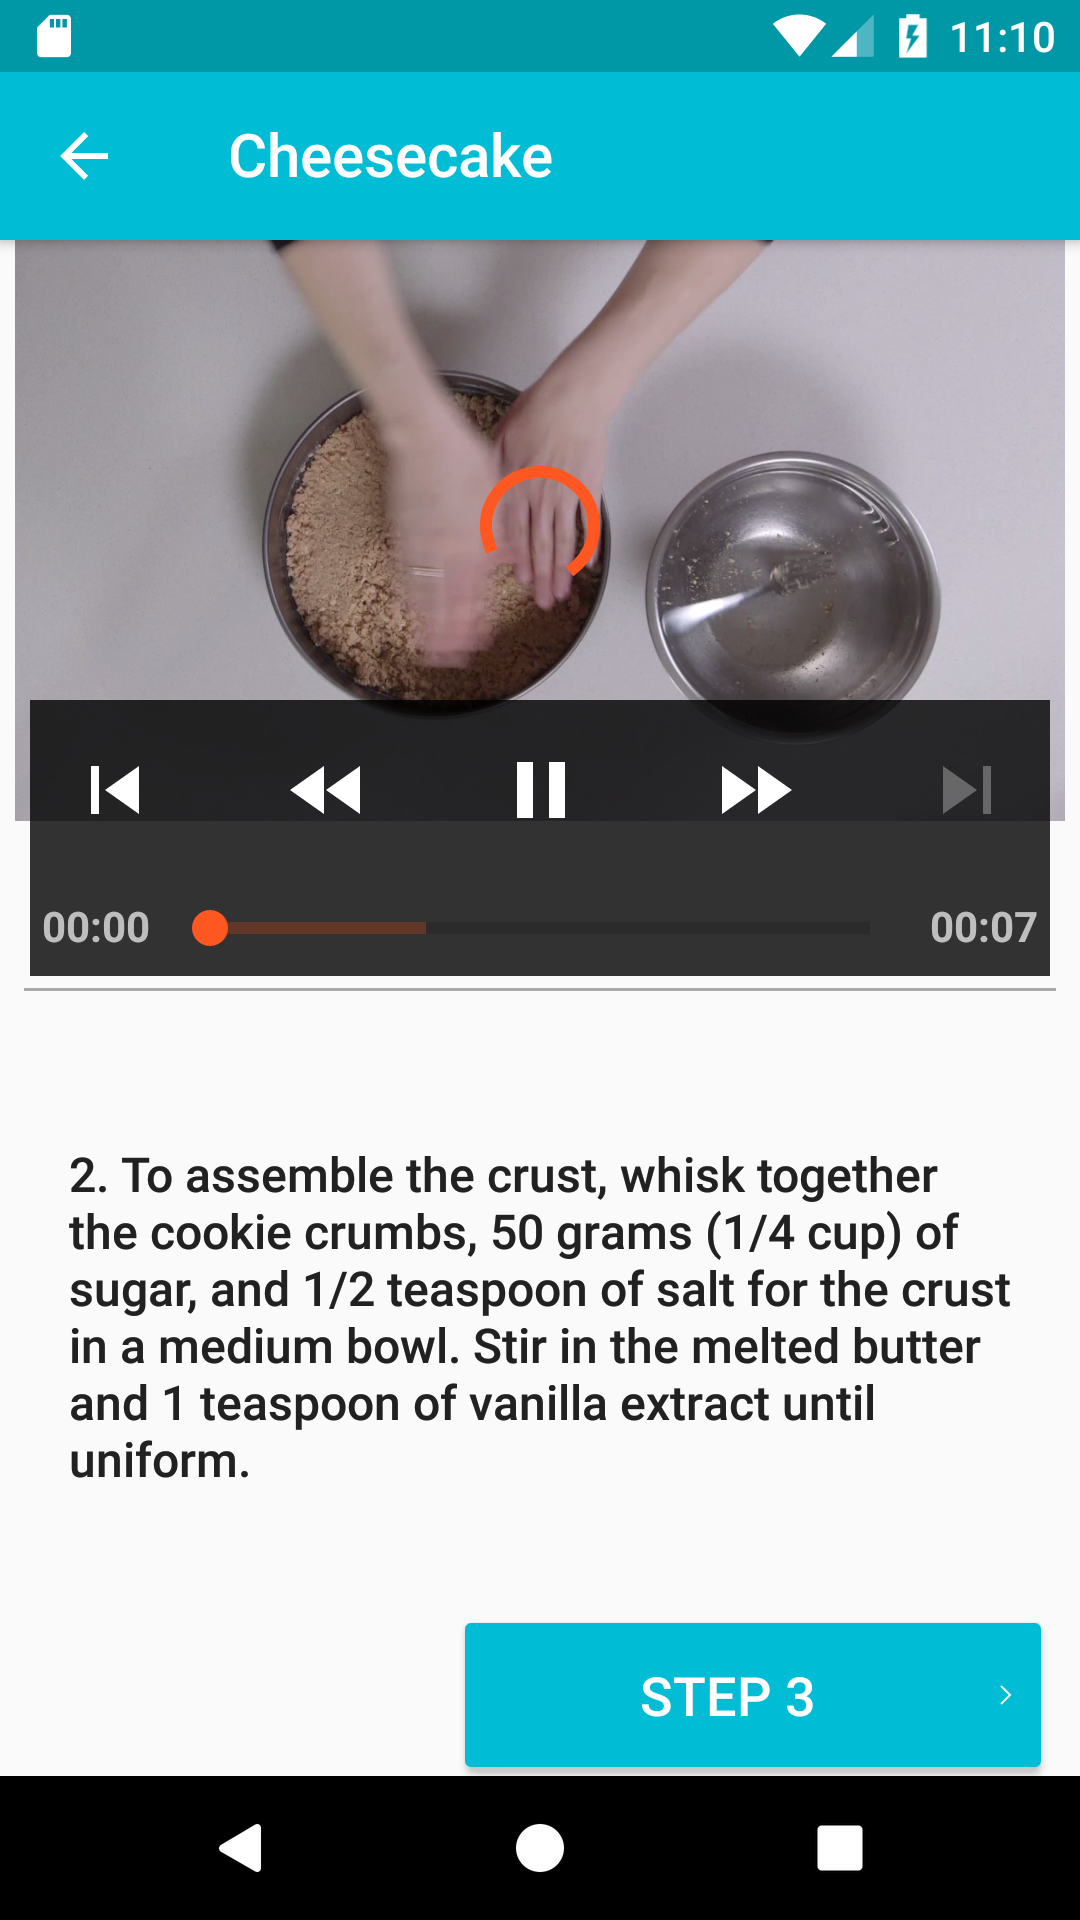 11:10
Cheesecake
00:00
00:07
2. To assemble the crust, whisk together
the cookie crumbs, 50 grams (1/4 cup) of
sugar, and 1/2 teaspoon of salt for the crust
in a medium bowl. Stir in the melted butter
and 1 teaspoon of vanilla extract until
uniform.
STEP 3